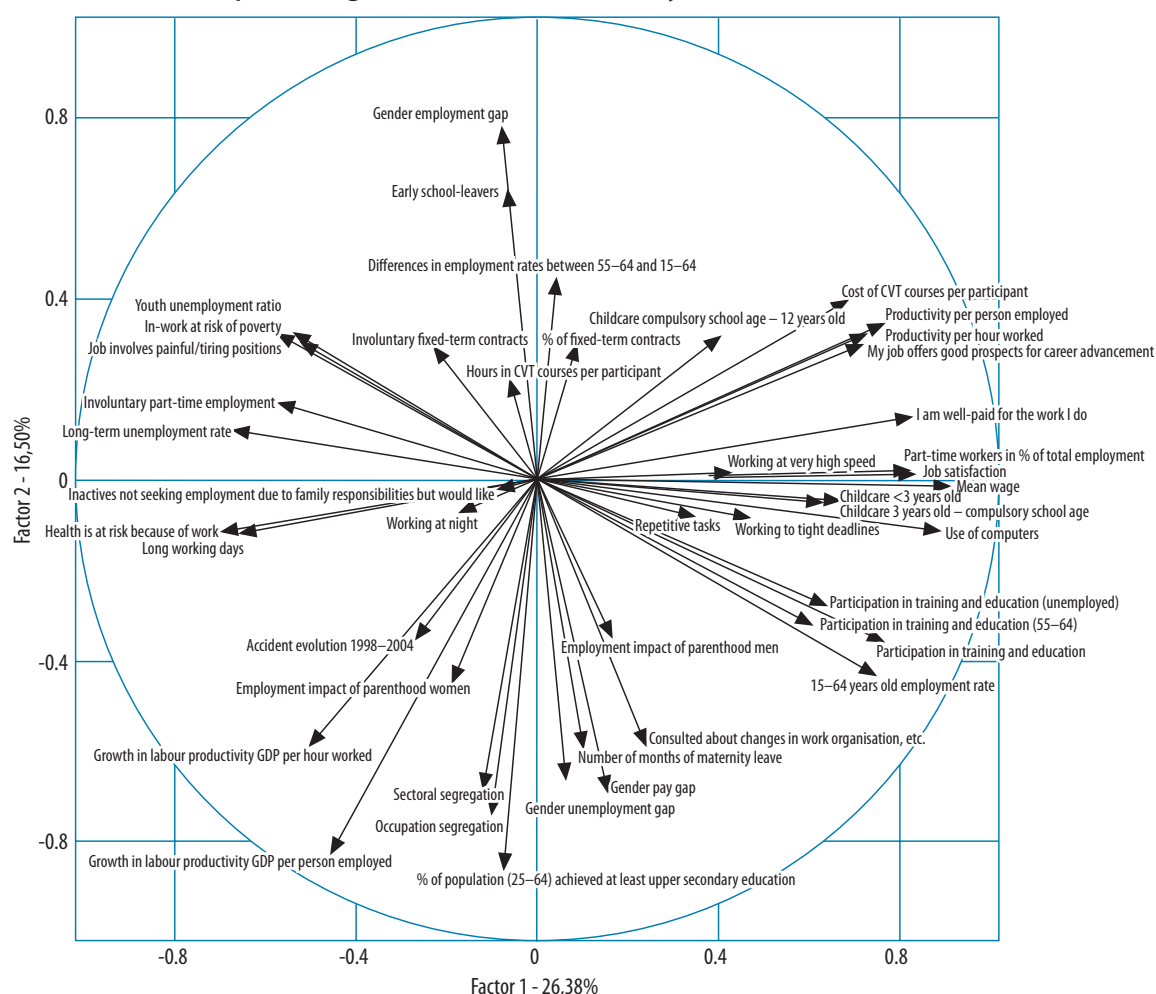 Gender employment gap
0.8
Early school-leavers
Differences in employment rates between 55–64 and 15–64
0.4
Cost of CVT courses per participant
Youth unemployment ratio
Productivity per person employed
Childcare compulsory school age – 12 years old
In-work at risk of poverty
Productivity per hour worked
Involuntary fixed-term contracts
% of fixed-term contracts
Job involves painful/tiring positions
My job offers good prospects for career advancement
Hours in CVT courses per participant
Involuntary part-time employment
I am well-paid for the work I do
Long-term unemployment rate
Part-time workers in % of total employment
Working at very high speed
Job satisfaction
0
Mean wage
Inactives not seeking employment due to family responsibilities but would like
Childcare <3 years old
Childcare 3 years old – compulsory school age
Working at night
Repetitive tasks
Working to tight deadlines
Health is at risk because of work
Use of computers
Long working days
Factor 2 - 16,50%
Participation in training and education (unemployed)
Participation in training and education (55–64)
Accident evolution 1998–2004
Employment impact of parenthood men
Participation in training and education
-0.4
Employment impact of parenthood women
15–64 years old employment rate
Consulted about changes in work organisation, etc.
Growth in labour productivity GDP per hour worked
Number of months of maternity leave
Gender pay gap
Sectoral segregation
Gender unemployment gap
Occupation segregation
-0.8
Growth in labour productivity GDP per person employed
% of population (25–64) achieved at least upper secondary education
-0.8
-0.4
0
0.4
0.8
Factor 1 - 26,38%